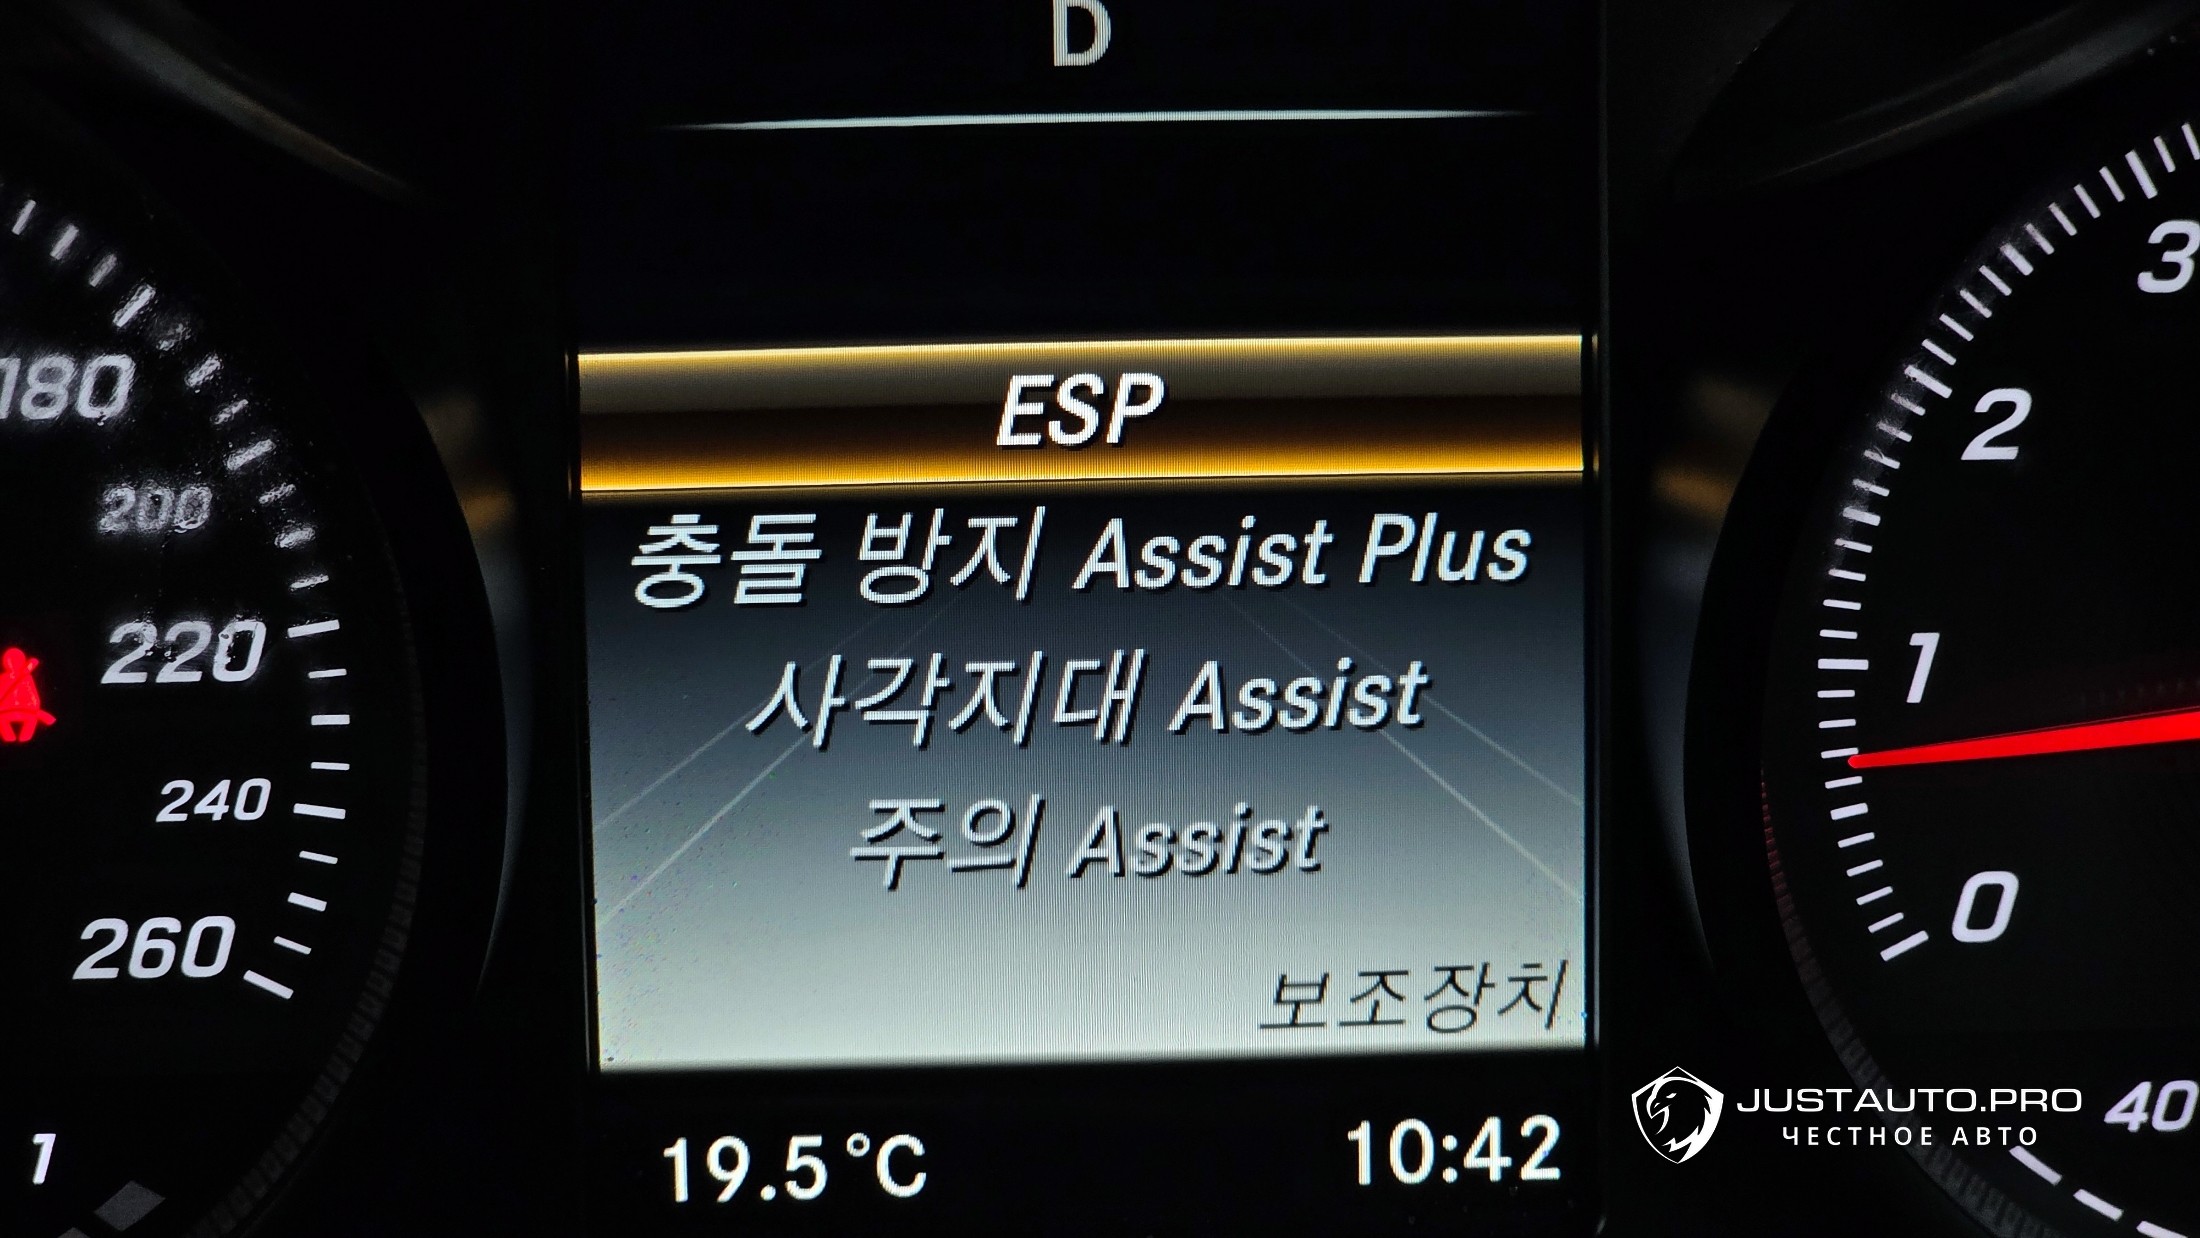 D
ESP
충돌 방지 Assist Plus
사각지대 Assist
주의 Assist
보조장치
19.5°C
10:42
180
200
220
240
260
1
3
2
1
0
40
JUSTAUTO.PRO
ЧЕСТНОЕ АВТО